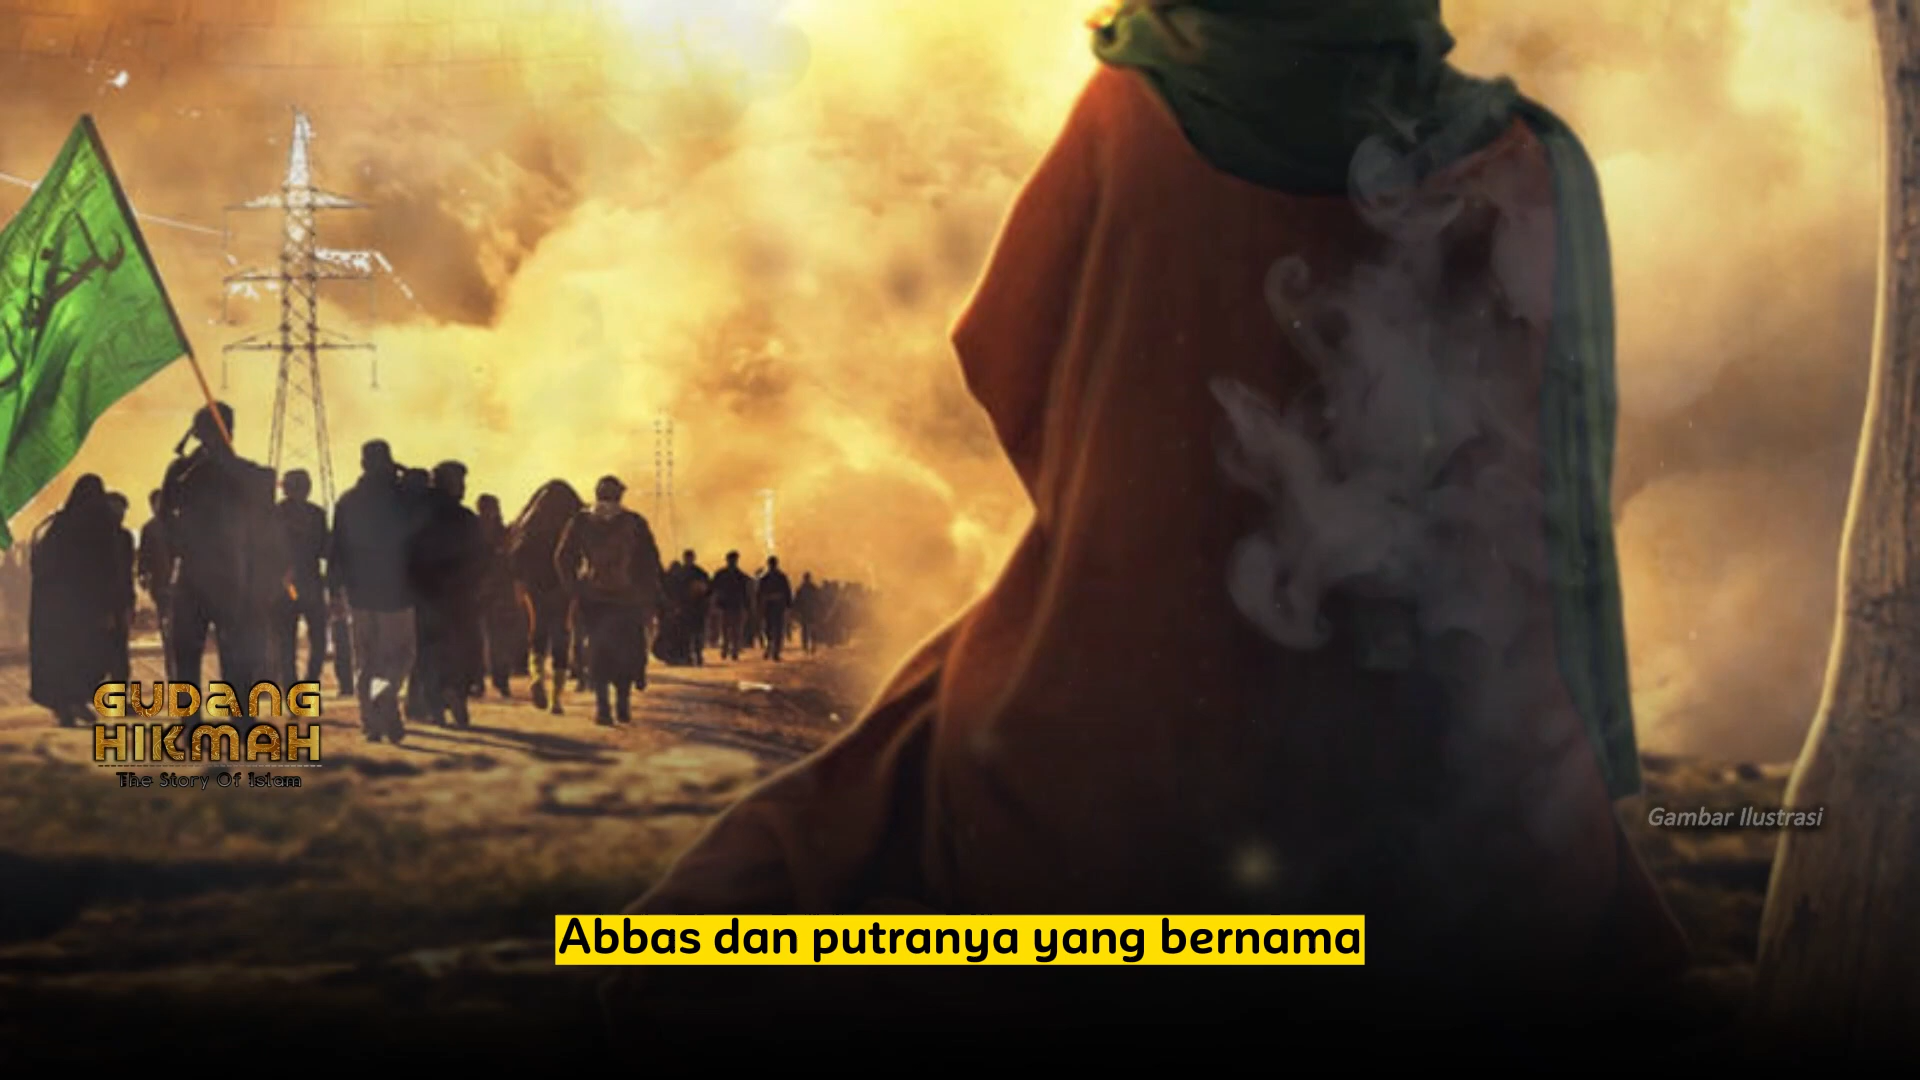 GUDANG
HIKMAH
The Story Of Islam
Gambar Ilustrasi
Abbas dan putranya yang bernama